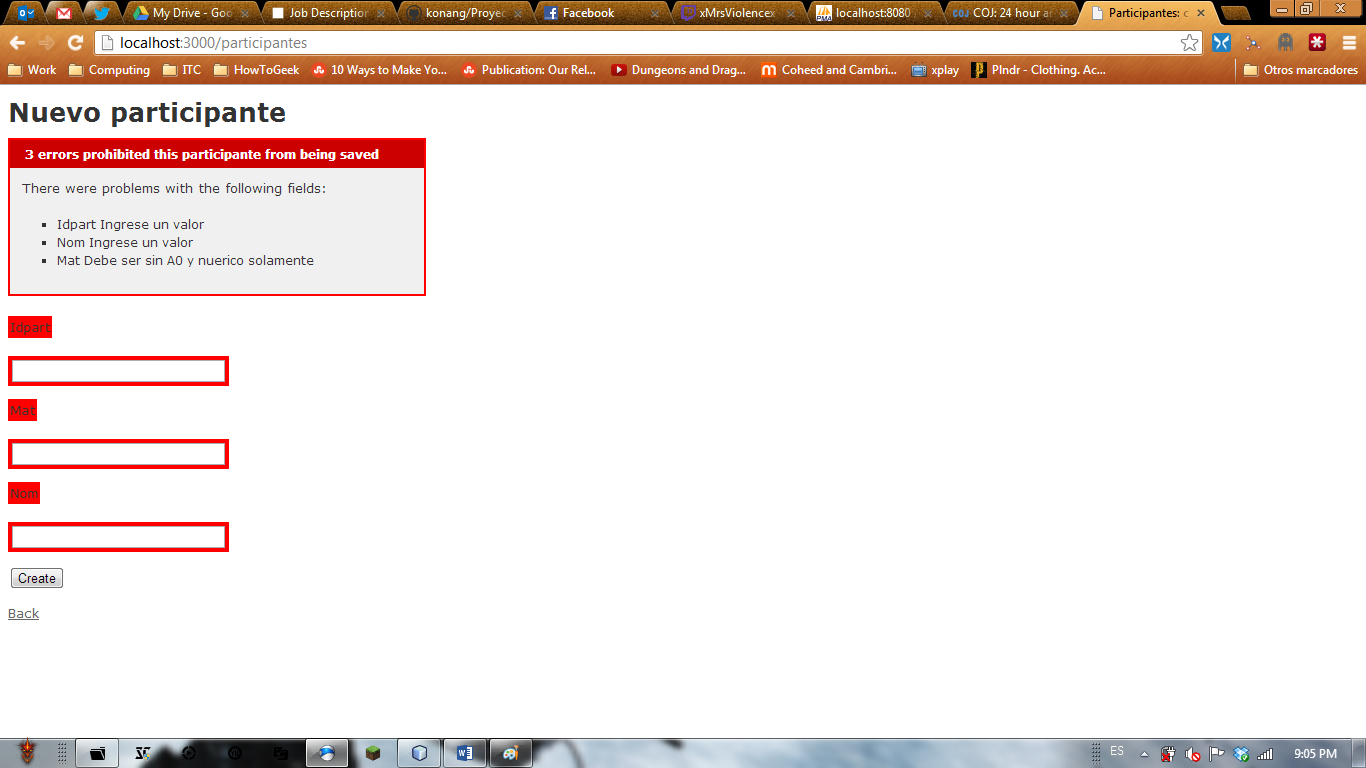 My Drive - Goo
Job Description
konang/Proyec
Facebook
xMrsViolencex
localhost:8080
COJ: 24 hour a
Participantes: c
localhost:3000/participantes
Work
Computing
ITC
HowToGeek
10 Ways to Make Yo...
Publication: Our Rel...
Dungeons and Drag...
Coheed and Cambri...
xplay
Plndr - Clothing. Ac...
Otros marcadores
Nuevo participante
3 errors prohibited this participante from being saved
There were problems with the following fields:
Idpart Ingrese un valor
Nom Ingrese un valor
Mat Debe ser sin A0 y nuerico solamente
Idpart
Mat
Nom
Create
Back
ES
9:05 PM